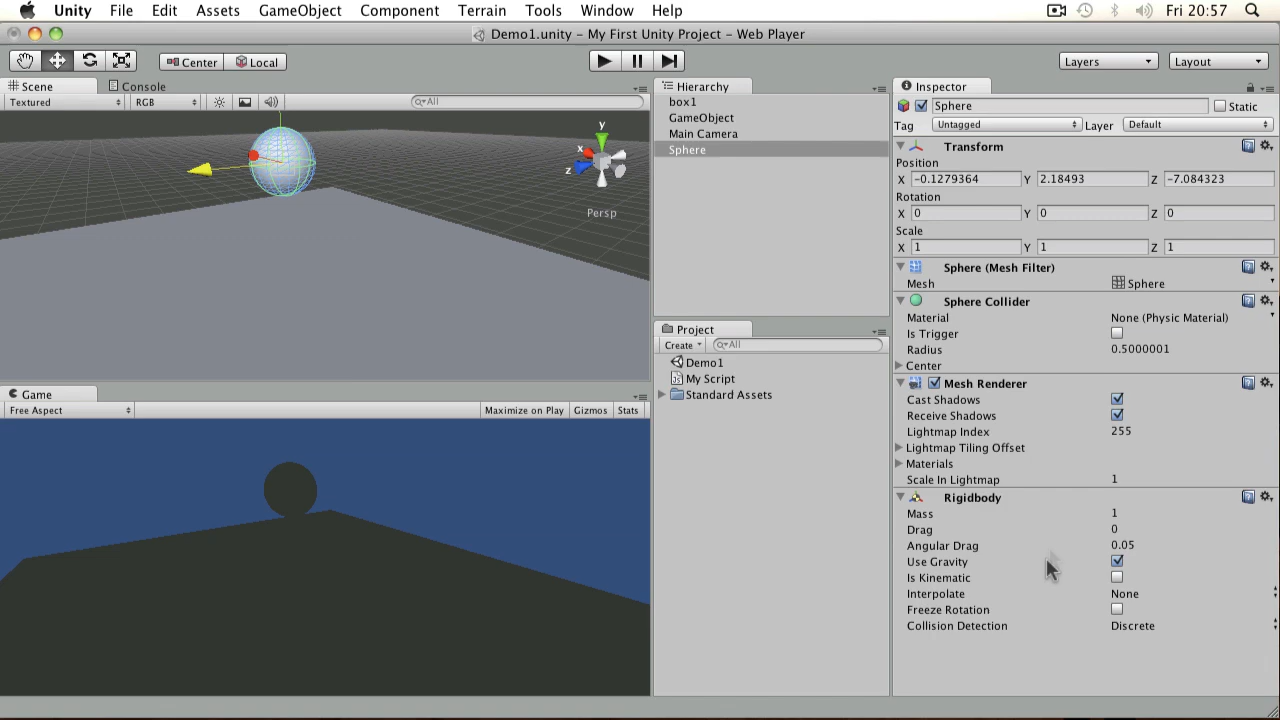 Unity File Edit Assets GameObject Component Terrain Tools Window Help Fri 20:57
Demo1.unity - My First Unity Project - Web Player
Center Local Layers Layout
Scene Console
Textured RGB All
y
x
z
Persp
Game
Free Aspect Maximize on Play Gizmos Stats
Hierarchy
box1
GameObject
Main Camera
Sphere
Project
Create All
Demo1
My Script
Standard Assets
Inspector
Sphere Static
Tag Untagged Layer Default
Transform
Position
X -0.1279364 Y 2.18493 Z -7.084323
Rotation
X 0 Y 0 Z 0
Scale
X 1 Y 1 Z 1
Sphere (Mesh Filter)
Mesh Sphere
Sphere Collider
Material None (Physic Material)
Is Trigger
Radius 0.5000001
Center
Mesh Renderer
Cast Shadows
Receive Shadows
Lightmap Index 255
Lightmap Tiling Offset
Materials
Scale In Lightmap 1
Rigidbody
Mass 1
Drag 0
Angular Drag 0.05
Use Gravity
Is Kinematic
Interpolate None
Freeze Rotation
Collision Detection Discrete